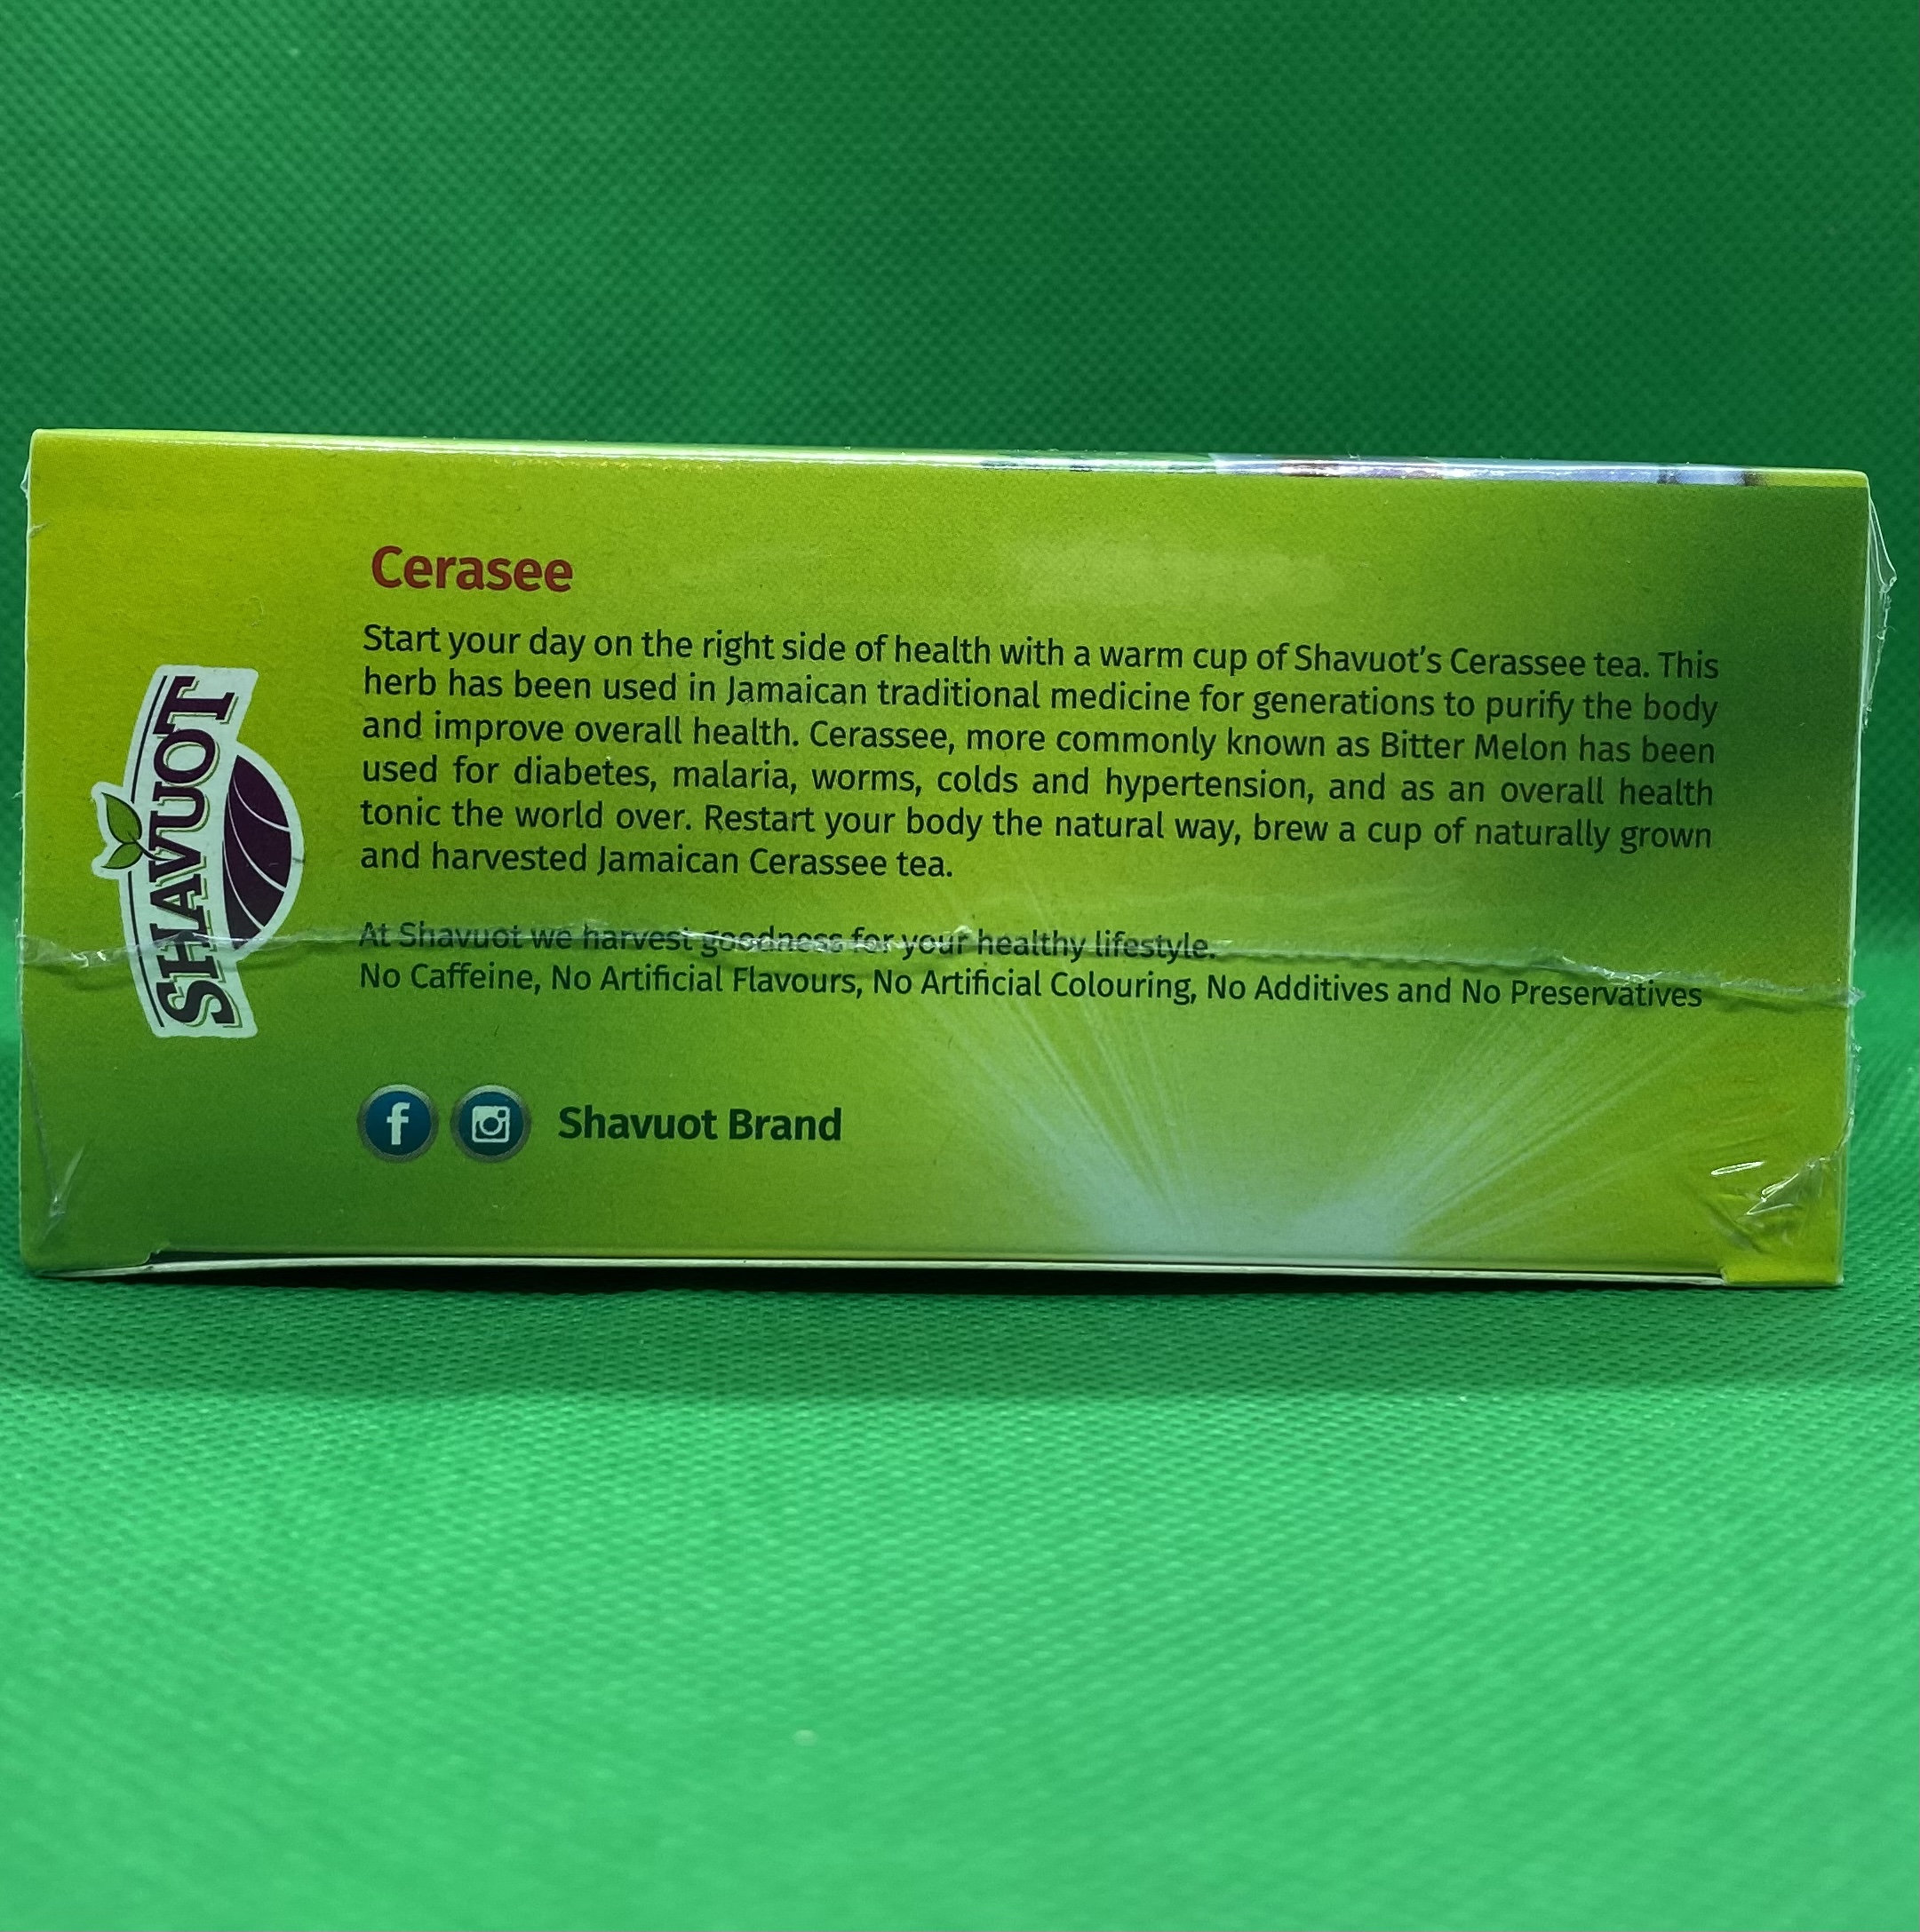 Cerasee
Start your day on the right side of health with a warm cup of Shavuot's Cerassee tea. This
herb has been used in Jamaican traditional medicine for generations to purify the body
and improve overall health. Cerassee, more commonly known as Bitter Melon has been
used for diabetes, malaria, worms, colds and hypertension, and as an overall health
tonic the world over. Restart your body the natural way, brew a cup of naturally grown
and harvested Jamaican Cerassee tea.
At Shavuot we harvest goodness for your healthy lifestyle.
No Caffeine, No Artificial Flavours, No Artificial Colouring, No Additives and No Preservatives
Shavuot Brand
SHAVUOT